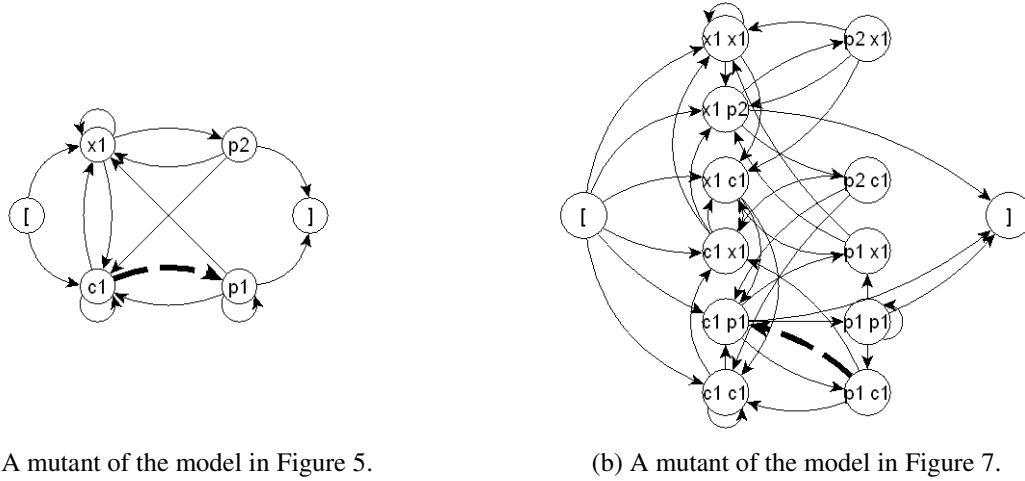 x1 x1
p2 x1
x1 p2
x1
p2
x1 c1
p2 c1
[
]
[
]
c1 x1
p1 x1
c1
p1
c1 p1
p1 p1
c1 c1
p1 c1
A mutant of the model in Figure 5.
(b) A mutant of the model in Figure 7.